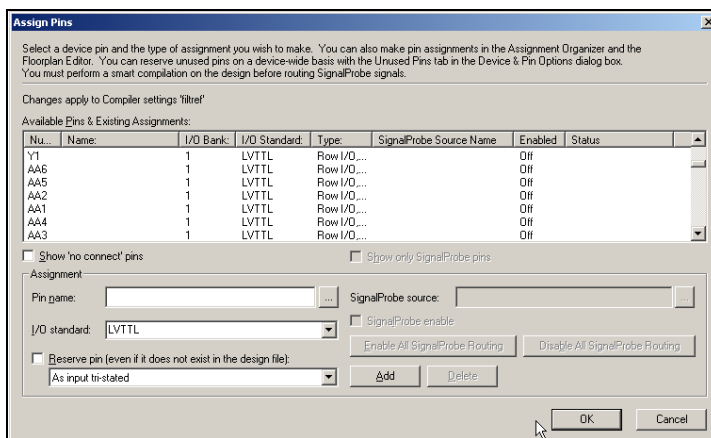 Assign Pins
Select a device pin and the type of assignment you wish to make. You can also make pin assignments in the Assignment Organizer and the
Floorplan Editor. You can reserve unused pins on a device-wide basis with the Unused Pins tab in the Device & Pin Options dialog box.
You must perform a smart compilation on the design before routing SignalProbe signals.
Changes apply to Compiler settings 'filtref'
Available Pins & Existing Assignments:
Nu... Name: I/O Bank: I/O Standard: Type: SignalProbe Source Name Enabled Status
Y1 1 LVTTL Row I/O,... Off
AA6 1 LVTTL Row I/O,... Off
AA5 1 LVTTL Row I/O,... Off
AA2 1 LVTTL Row I/O,... Off
AA1 1 LVTTL Row I/O,... Off
AA4 1 LVTTL Row I/O,... Off
AA3 1 LVTTL Row I/O,... Off
Show 'no connect' pins Show only SignalProbe pins
Assignment
Pin name: ... SignalProbe source: ...
I/O standard: LVTTL SignalProbe enable
Enable All SignalProbe Routing Disable All SignalProbe Routing
Reserve pin (even if it does not exist in the design file):
As input tri-stated Add Delete
OK Cancel